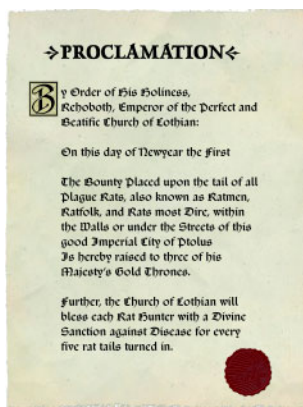 PROCLAMATION
By Order of His Holiness,
Rehoboth, Emperor of the Perfect and
Beatific Church of Lothian:
On this day of Newyear the first
The Bounty Placed upon the tail of all
Plague Rats, also known as Ratmen,
Ratfolk, and Rats most Dire, within
the Walls or under the Streets of this
good Imperial City of Ptolus
Is hereby raised to three of his
Majesty's Gold Thrones.
Further, the Church of Lothian will
bless each Rat Hunter with a Divine
Sanction against Disease for every
five rat tails turned in.